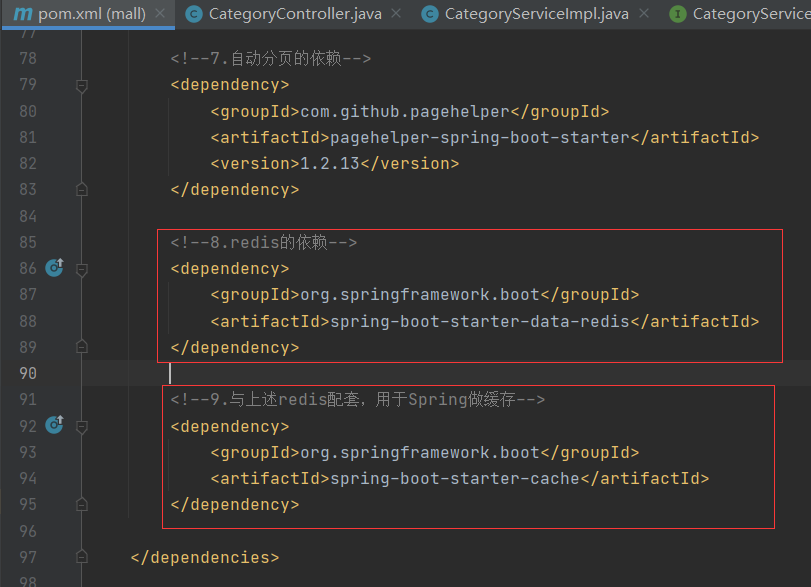 pom.xml (mall) CategoryController.java CategoryServiceImpl.java CategoryService
77
78 <!--7.自动分页的依赖-->
79 <dependency>
80 <groupId>com.github.pagehelper</groupId>
81 <artifactId>pagehelper-spring-boot-starter</artifactId>
82 <version>1.2.13</version>
83 </dependency>
84
85 <!--8.redis的依赖-->
86 <dependency>
87 <groupId>org.springframework.boot</groupId>
88 <artifactId>spring-boot-starter-data-redis</artifactId>
89 </dependency>
90
91 <!--9.与上述redis配套，用于Spring做缓存-->
92 <dependency>
93 <groupId>org.springframework.boot</groupId>
94 <artifactId>spring-boot-starter-cache</artifactId>
95 </dependency>
96
97 </dependencies>
98